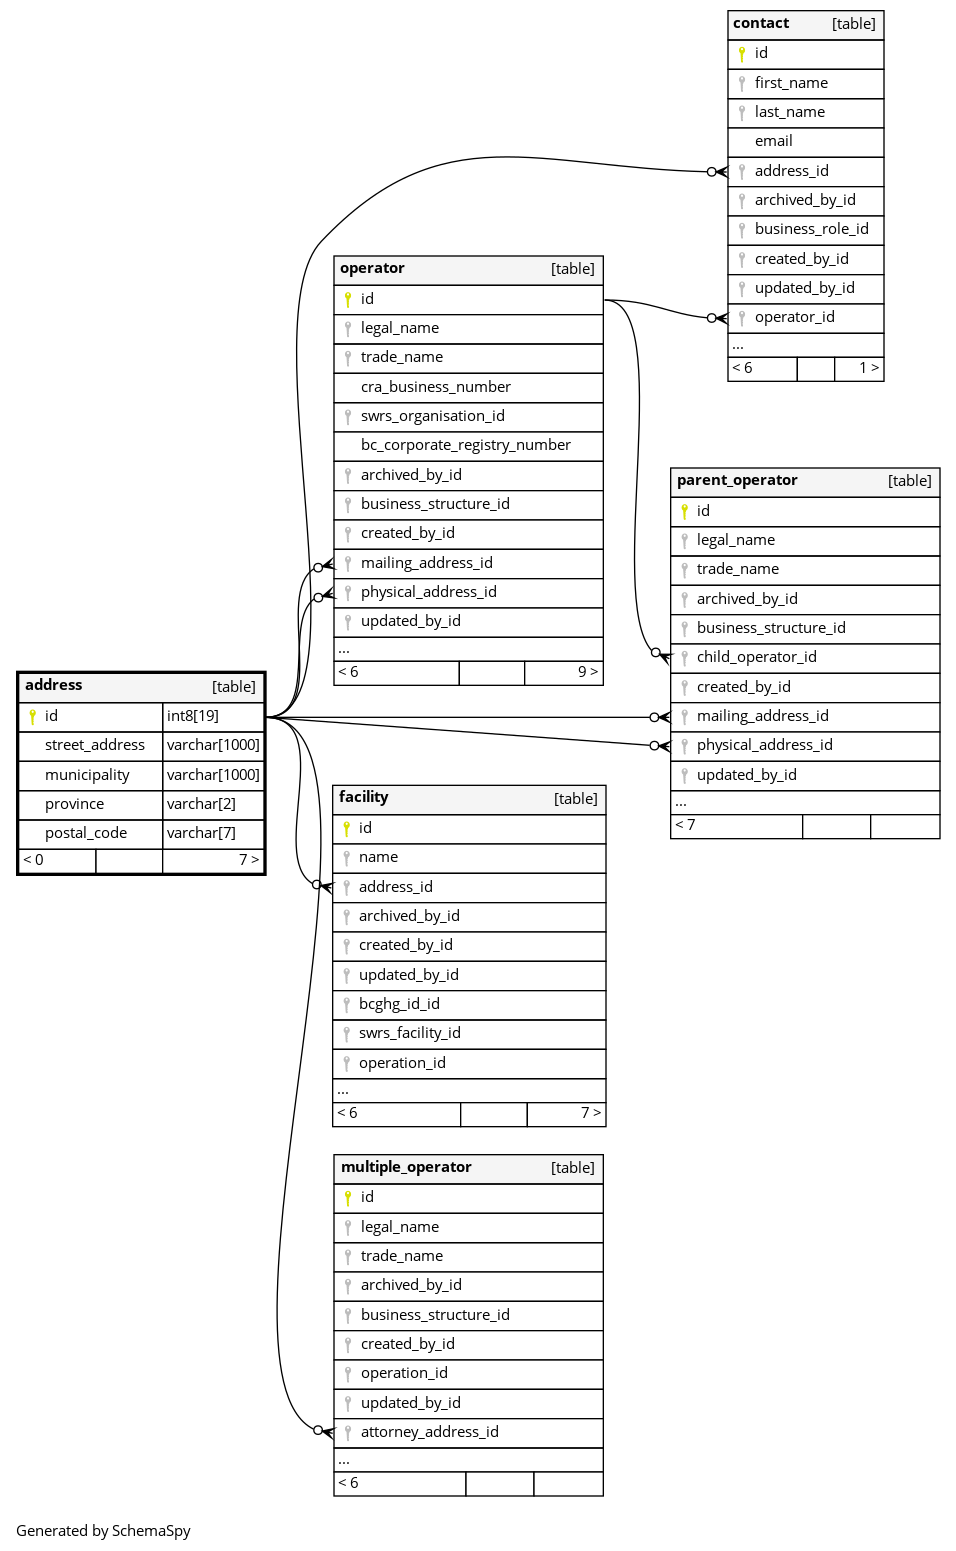 contact [table]
id
first_name
last_name
email
address_id
archived_by_id
business_role_id
created_by_id
updated_by_id
operator_id
...
< 6 1 >
operator [table]
id
legal_name
trade_name
cra_business_number
swrs_organisation_id
bc_corporate_registry_number
archived_by_id
business_structure_id
created_by_id
mailing_address_id
physical_address_id
updated_by_id
...
< 6 9 >
parent_operator [table]
id
legal_name
trade_name
archived_by_id
business_structure_id
child_operator_id
created_by_id
mailing_address_id
physical_address_id
updated_by_id
...
< 7
address [table]
id int8[19]
street_address varchar[1000]
municipality varchar[1000]
province varchar[2]
postal_code varchar[7]
< 0 7 >
facility [table]
id
name
address_id
archived_by_id
created_by_id
updated_by_id
bcghg_id_id
swrs_facility_id
operation_id
...
< 6 7 >
multiple_operator [table]
id
legal_name
trade_name
archived_by_id
business_structure_id
created_by_id
operation_id
updated_by_id
attorney_address_id
...
< 6
Generated by SchemaSpy